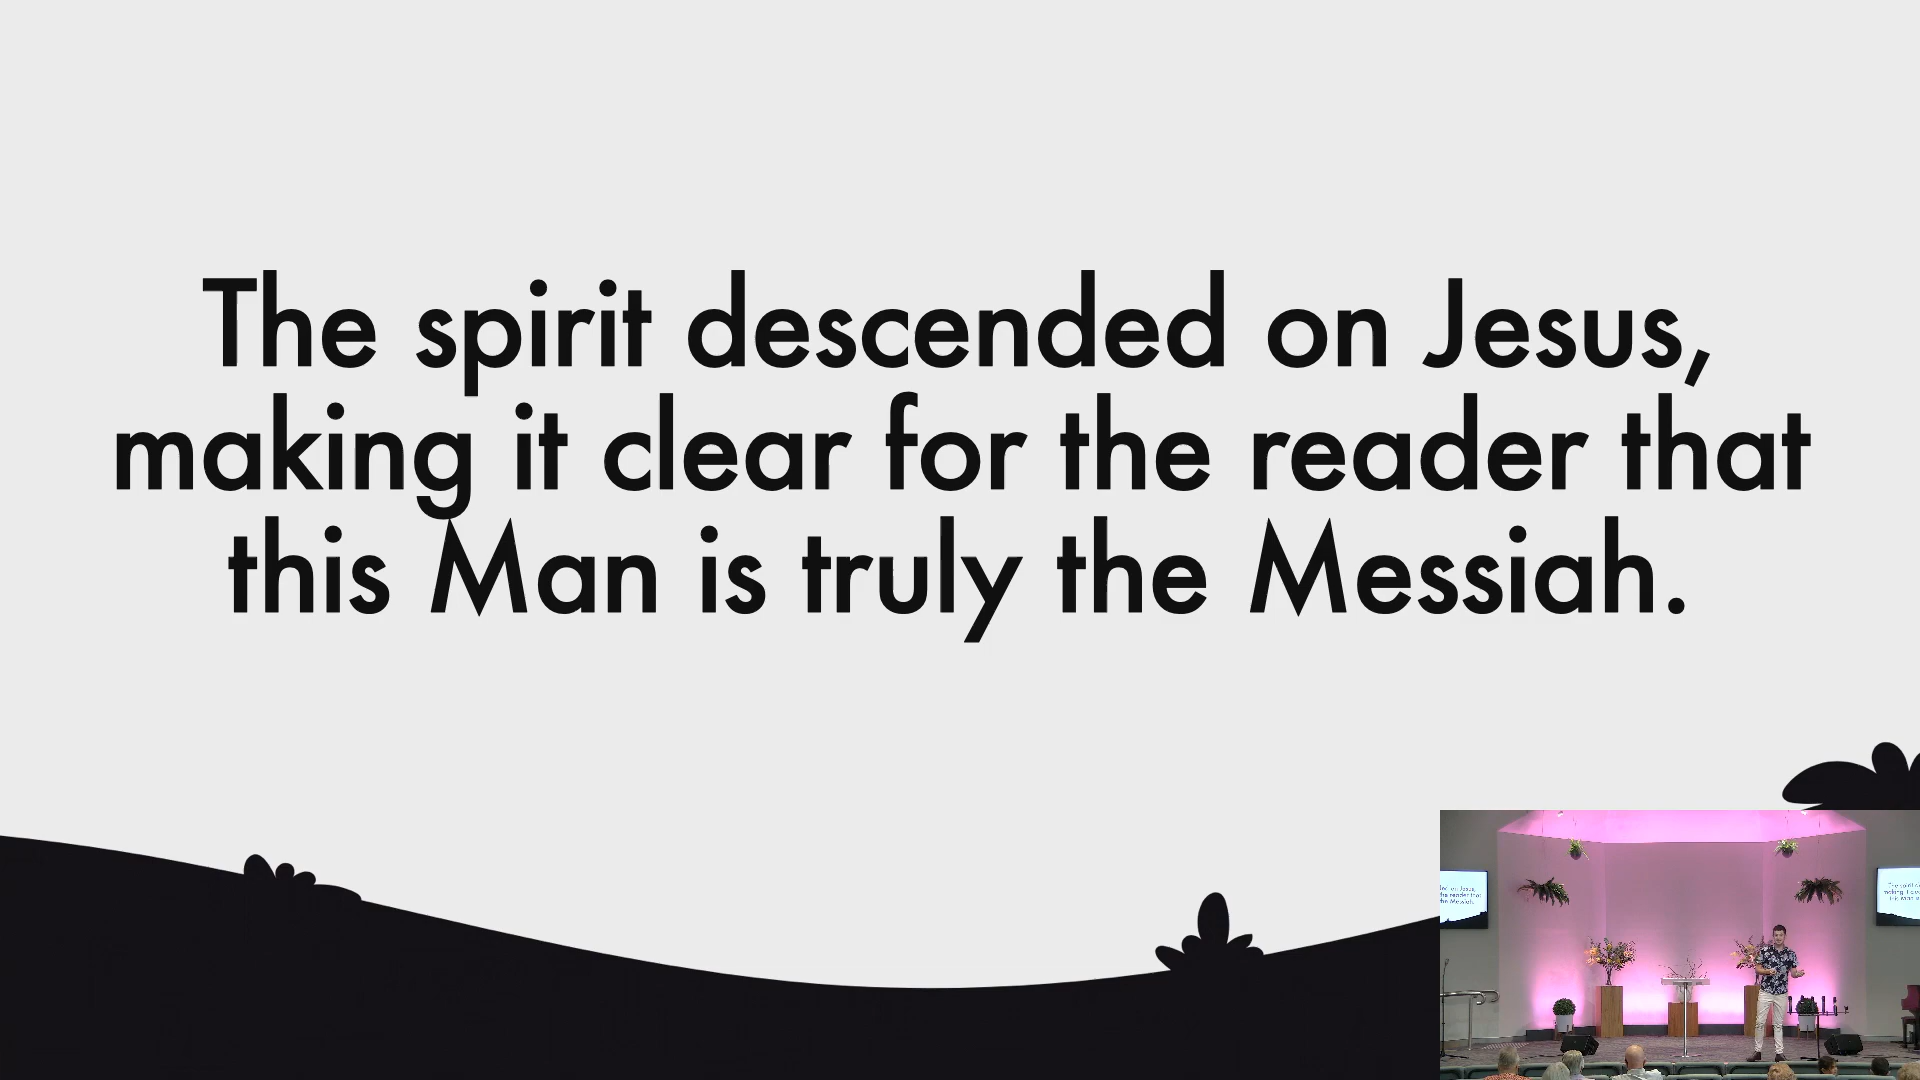 The spirit descended on Jesus,
making it clear for the reader that
this Man is truly the Messiah.